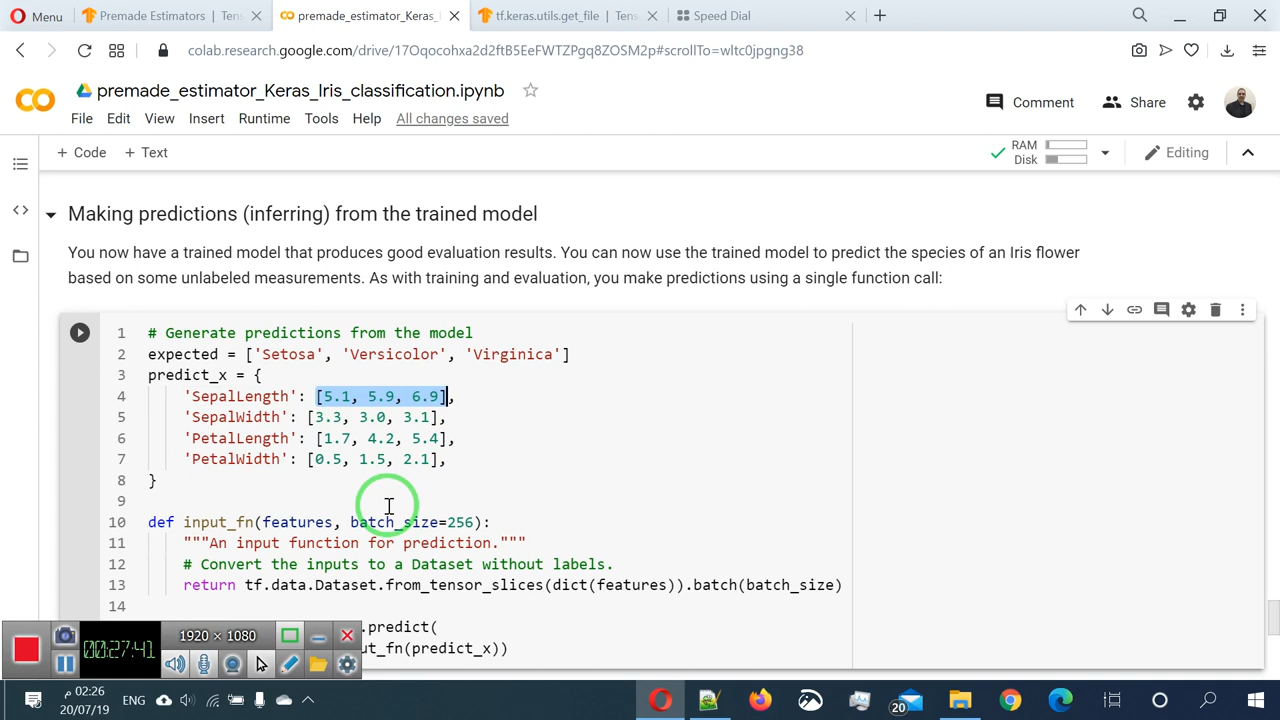 Menu
Premade Estimators | Tens
premade_estimator_Keras_I
tf.keras.utils.get_file | Tens
Speed Dial
colab.research.google.com/drive/17Oqocohxa2d2ftB5EeFWTZPgq8ZOSM2p#scrollTo=wltc0jpgng38
premade_estimator_Keras_Iris_classification.ipynb
File Edit View Insert Runtime Tools Help All changes saved
Comment Share
+ Code + Text
RAM
Disk
Editing
Making predictions (inferring) from the trained model
You now have a trained model that produces good evaluation results. You can now use the trained model to predict the species of an Iris flower
based on some unlabeled measurements. As with training and evaluation, you make predictions using a single function call:
1 # Generate predictions from the model
2 expected = ['Setosa', 'Versicolor', 'Virginica']
3 predict_x = {
4 'SepalLength': [5.1, 5.9, 6.9],
5 'SepalWidth': [3.3, 3.0, 3.1],
6 'PetalLength': [1.7, 4.2, 5.4],
7 'PetalWidth': [0.5, 1.5, 2.1],
8 }
9
10 def input_fn(features, batch_size=256):
11 """An input function for prediction."""
12 # Convert the inputs to a Dataset without labels.
13 return tf.data.Dataset.from_tensor_slices(dict(features)).batch(batch_size)
14
.predict(
ut_fn(predict_x))
00:27:41
1920 × 1080
ENG
02:26 م
20/07/19
20